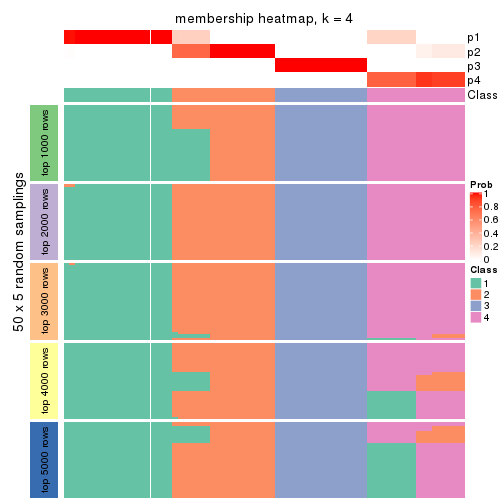 membership heatmap, k = 4
p1
p2
p3
p4
Class
50 x 5 random samplings
top 1000 rows
top 2000 rows
top 3000 rows
top 4000 rows
top 5000 rows
Prob
1
0.8
0.6
0.4
0.2
0
Class
1
2
3
4